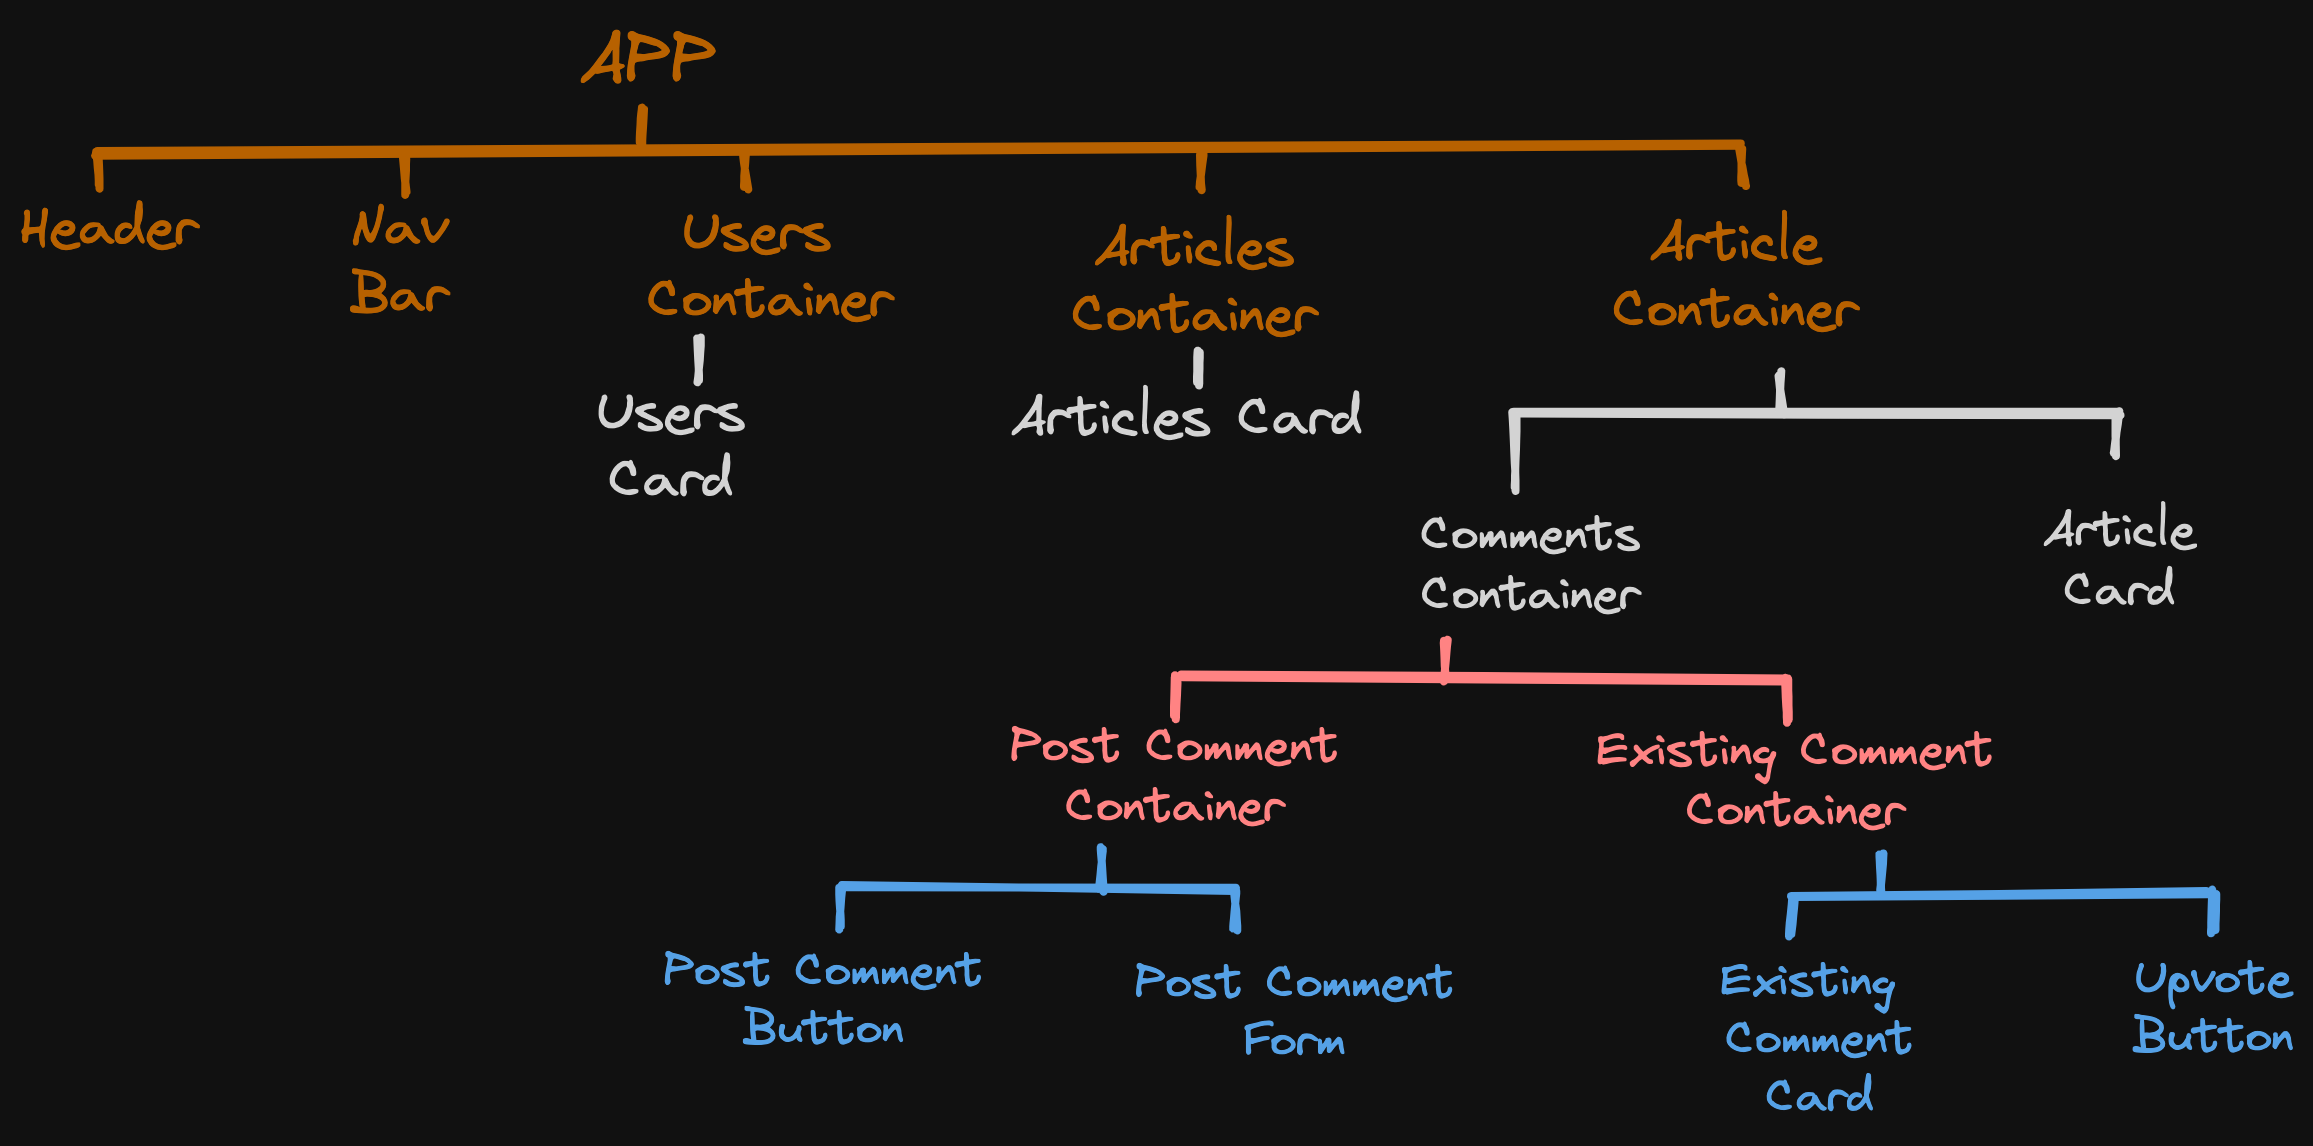 APP
Header
Nav
Bar
Users
Container
Articles
Container
Article
Container
Users
Card
Articles Card
Comments
Container
Article
Card
Post Comment
Container
Existing Comment
Container
Post Comment
Button
Post Comment
Form
Existing
Comment
Card
Upvote
Button